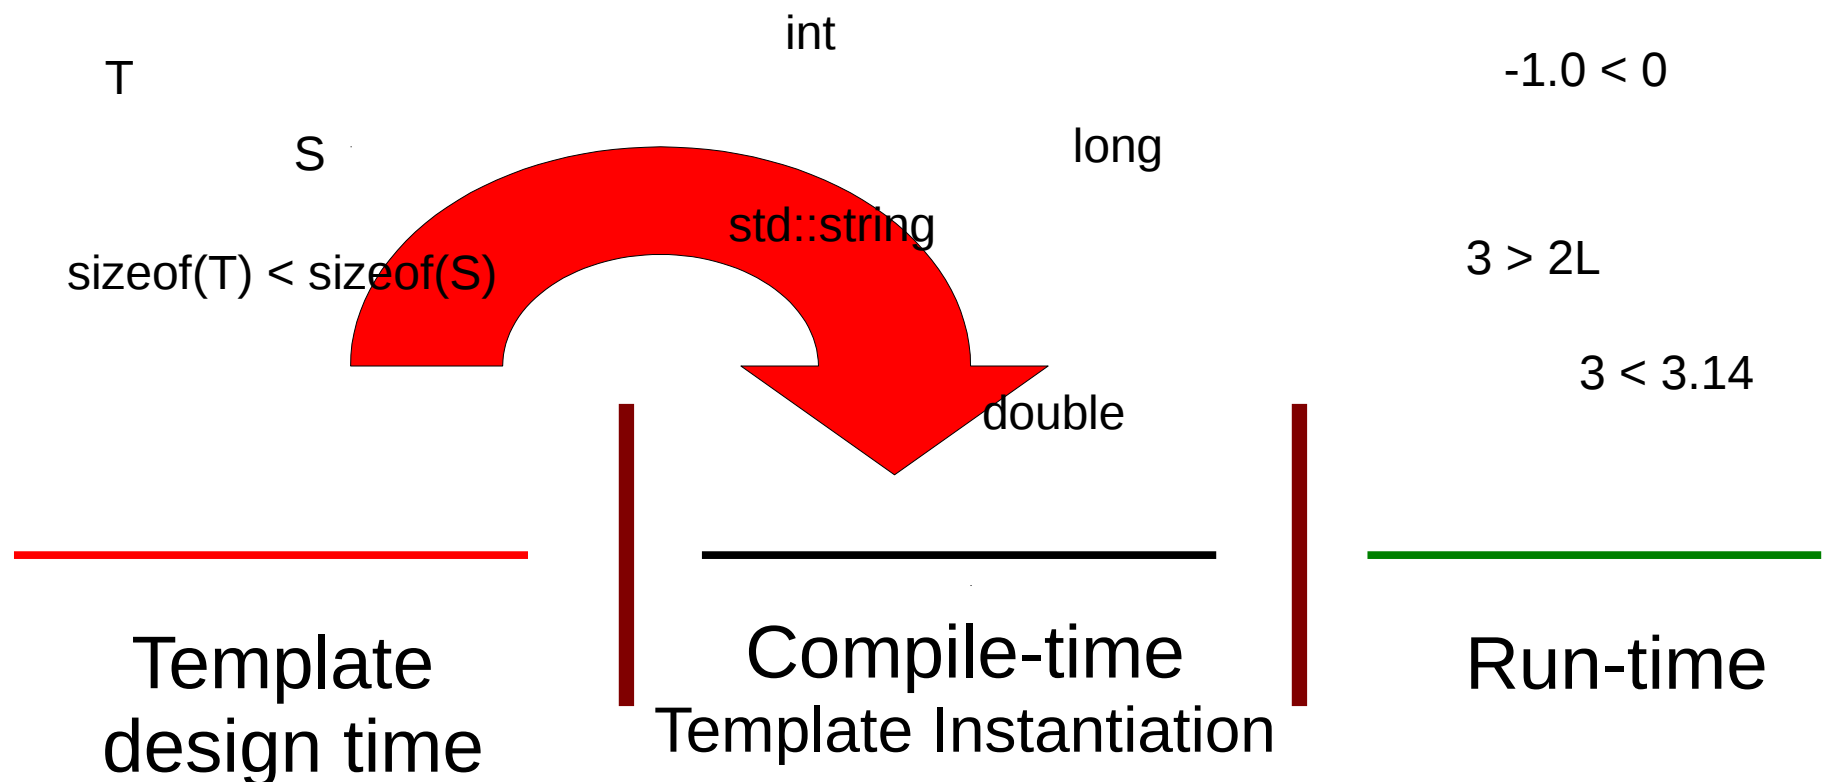 T
S
sizeof(T) < sizeof(S)
int
long
std::string
double
-1.0 < 0
3 > 2L
3 < 3.14
Template
design time
Compile-time
Template Instantiation
Run-time